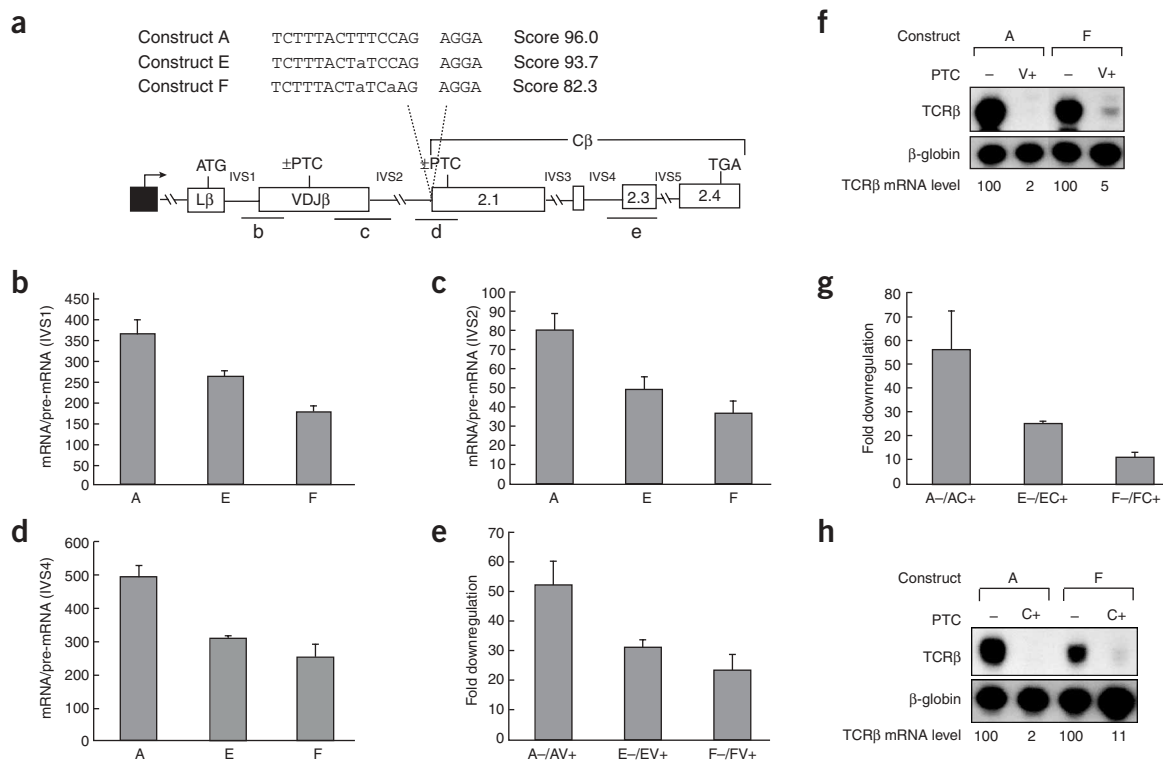 a
Construct A TCTTTACTTTCCAG AGGA Score 96.0
Construct E TCTTTACTaTCCAG AGGA Score 93.7
Construct F TCTTTACTaTCaAG AGGA Score 82.3
Cβ
ATG IVS1 ±PTC IVS2 ±PTC IVS3 IVS4 IVS5 TGA
Lβ VDJβ 2.1 2.3 2.4
b c d e
b
mRNA/pre-mRNA (IVS1)
450
400
350
300
250
200
150
100
50
0
A E F
c
mRNA/pre-mRNA (IVS2)
100
90
80
70
60
50
40
30
20
10
0
A E F
d
mRNA/pre-mRNA (IVS4)
600
500
400
300
200
100
0
A E F
e
Fold downregulation
70
60
50
40
30
20
10
0
A–/AV+ E–/EV+ F–/FV+
f
Construct A F
PTC – V+ – V+
TCRβ
β-globin
TCRβ mRNA level 100 2 100 5
g
Fold downregulation
80
70
60
50
40
30
20
10
0
A–/AC+ E–/EC+ F–/FC+
h
Construct A F
PTC – C+ – C+
TCRβ
β-globin
TCRβ mRNA level 100 2 100 11